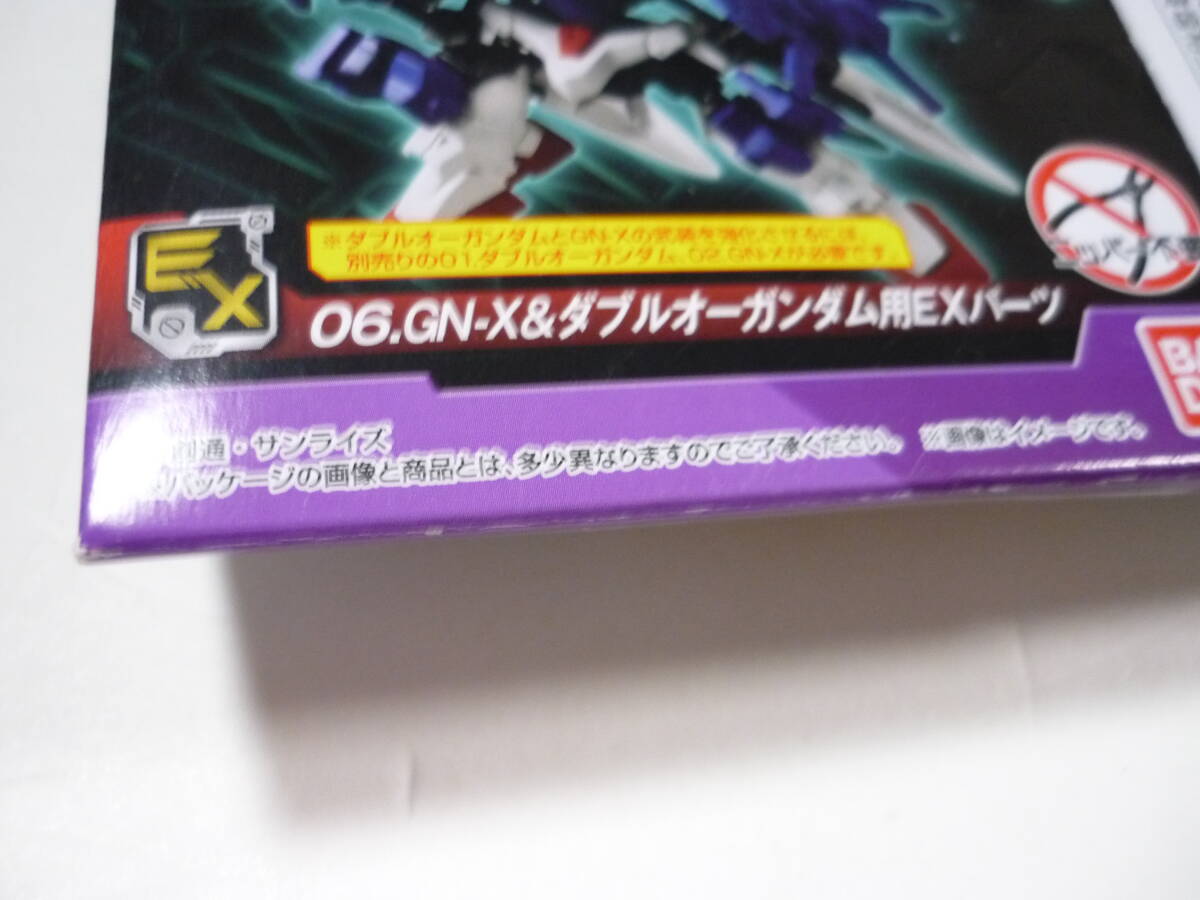 ※ダブルオーガンダムとGN-Xの武装を強化させるには、
別売りの01.ダブルオーガンダム、02.GN-Xが必要です。
EX
06.GN-X&ダブルオーガンダム用EXパーツ
創通・サンライズ
パッケージの画像と商品とは、多少異なりますのでご了承ください。 ※画像はイメージです。